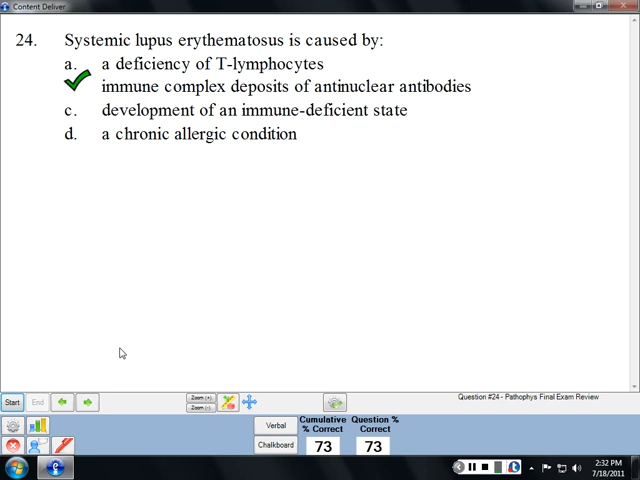 Content Deliver
24. Systemic lupus erythematosus is caused by:
a. a deficiency of T-lymphocytes
immune complex deposits of antinuclear antibodies
c. development of an immune-deficient state
d. a chronic allergic condition
Start End Zoom (+) Zoom (-) Question #24 - Pathophys Final Exam Review
Verbal Cumulative % Correct Question % Correct
Chalkboard 73 73
2:32 PM
7/18/2011